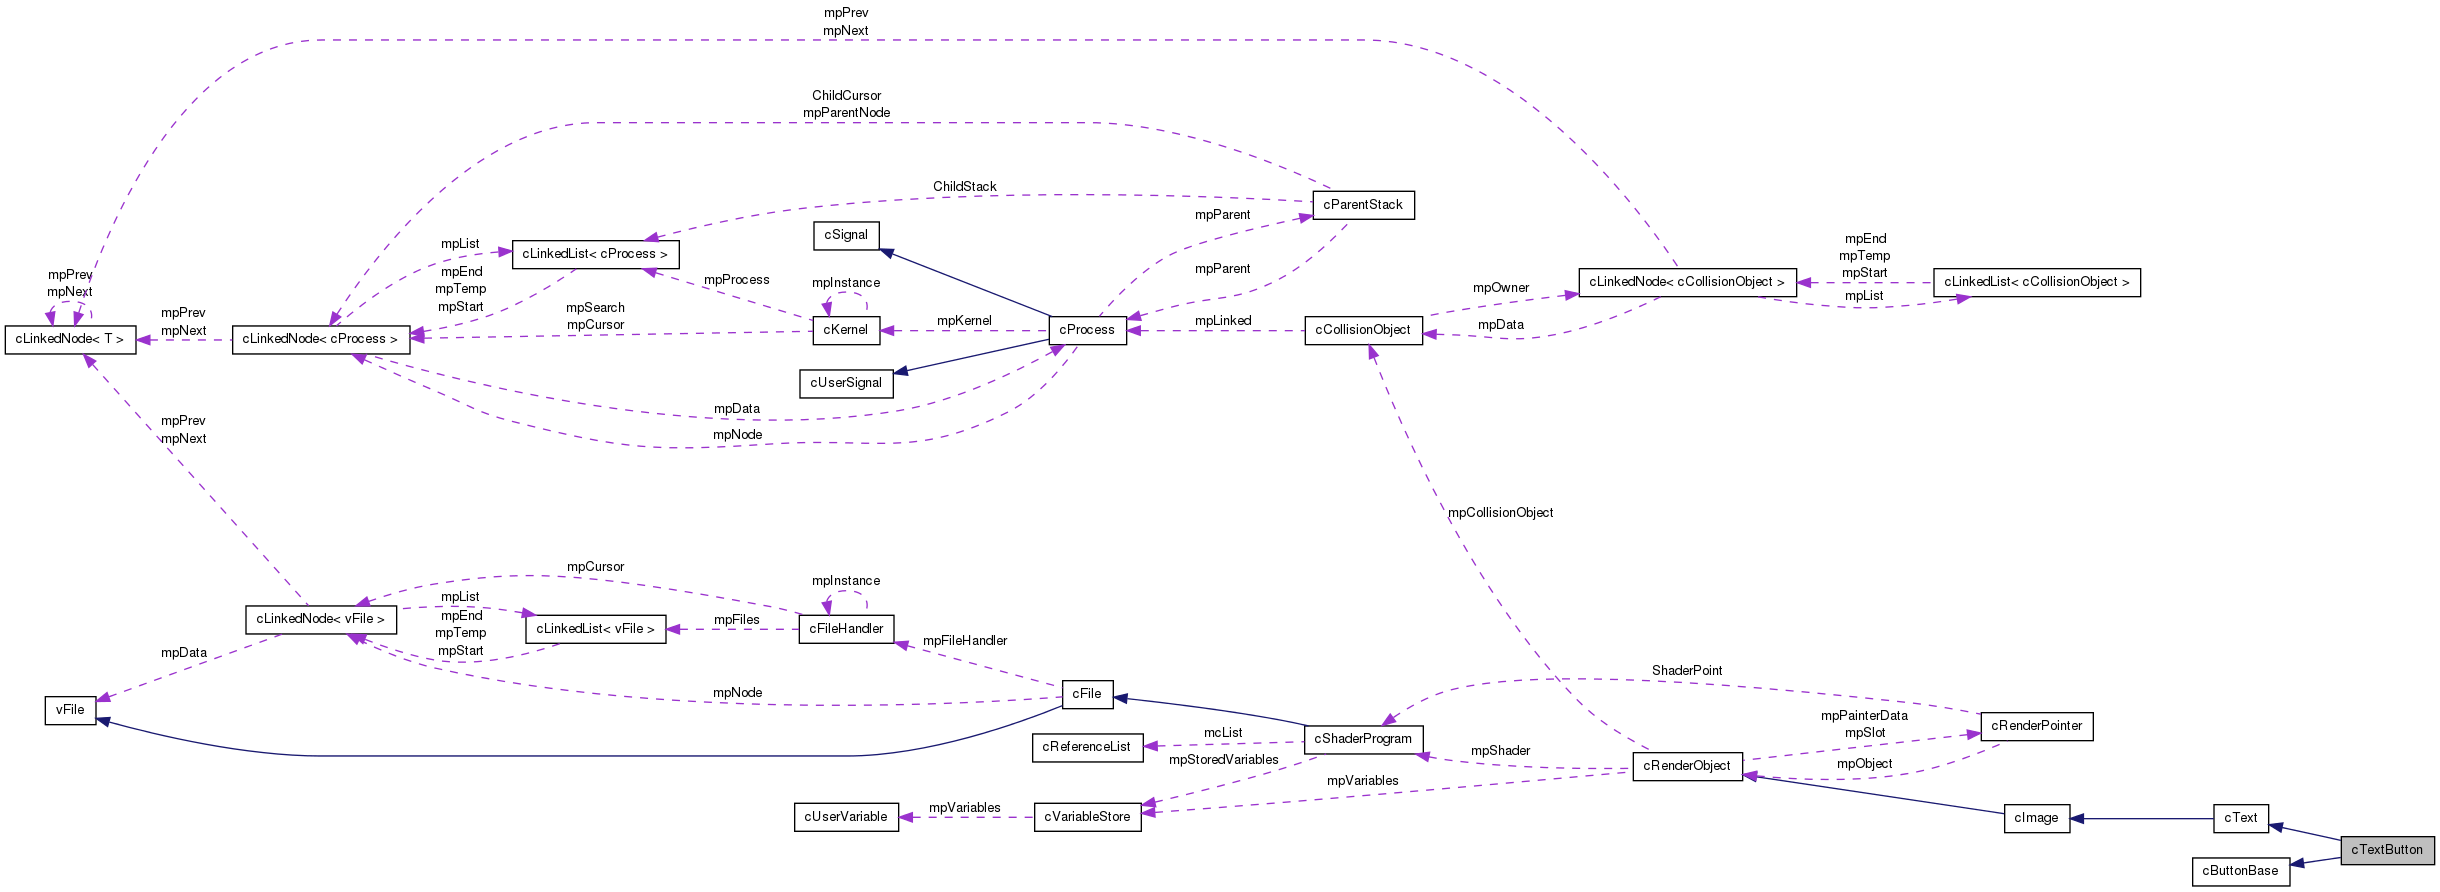 mpPrev
mpNext
ChildCursor
mpParentNode
ChildStack
cParentStack
mpParent
cSignal
mpList
cLinkedList< cProcess >
mpEnd
mpTemp
mpStart
mpProcess
mpInstance
mpParent
mpOwner
cLinkedNode< cCollisionObject >
mpEnd
mpTemp
mpStart
mpList
cLinkedList< cCollisionObject >
mpPrev
mpNext
cLinkedNode< T >
mpPrev
mpNext
cLinkedNode< cProcess >
mpSearch
mpCursor
cKernel
mpKernel
cProcess
mpLinked
cCollisionObject
mpData
cUserSignal
mpData
mpNode
mpPrev
mpNext
mpCollisionObject
mpCursor
mpInstance
mpList
mpEnd
mpTemp
mpStart
cLinkedNode< vFile >
cLinkedList< vFile >
mpFiles
cFileHandler
mpFileHandler
mpData
mpNode
vFile
cFile
ShaderPoint
mpPainterData
mpSlot
cRenderPointer
mpObject
cReferenceList
mcList
cShaderProgram
mpShader
mpStoredVariables
mpVariables
cRenderObject
cUserVariable
mpVariables
cVariableStore
cImage
cText
cTextButton
cButtonBase